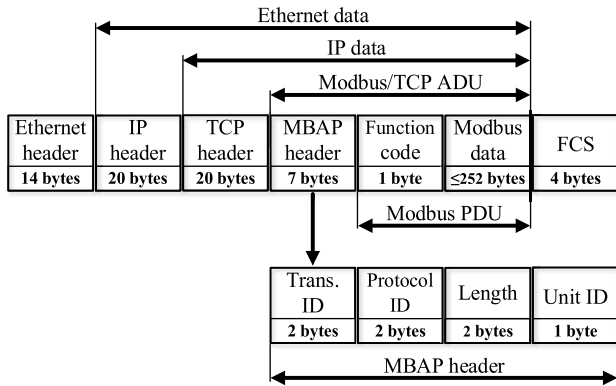 Ethernet data
IP data
Modbus/TCP ADU
Ethernet header
14 bytes
IP header
20 bytes
TCP header
20 bytes
MBAP header
7 bytes
Function code
1 byte
Modbus data
≤252 bytes
FCS
4 bytes
Modbus PDU
Trans. ID
2 bytes
Protocol ID
2 bytes
Length
2 bytes
Unit ID
1 byte
MBAP header